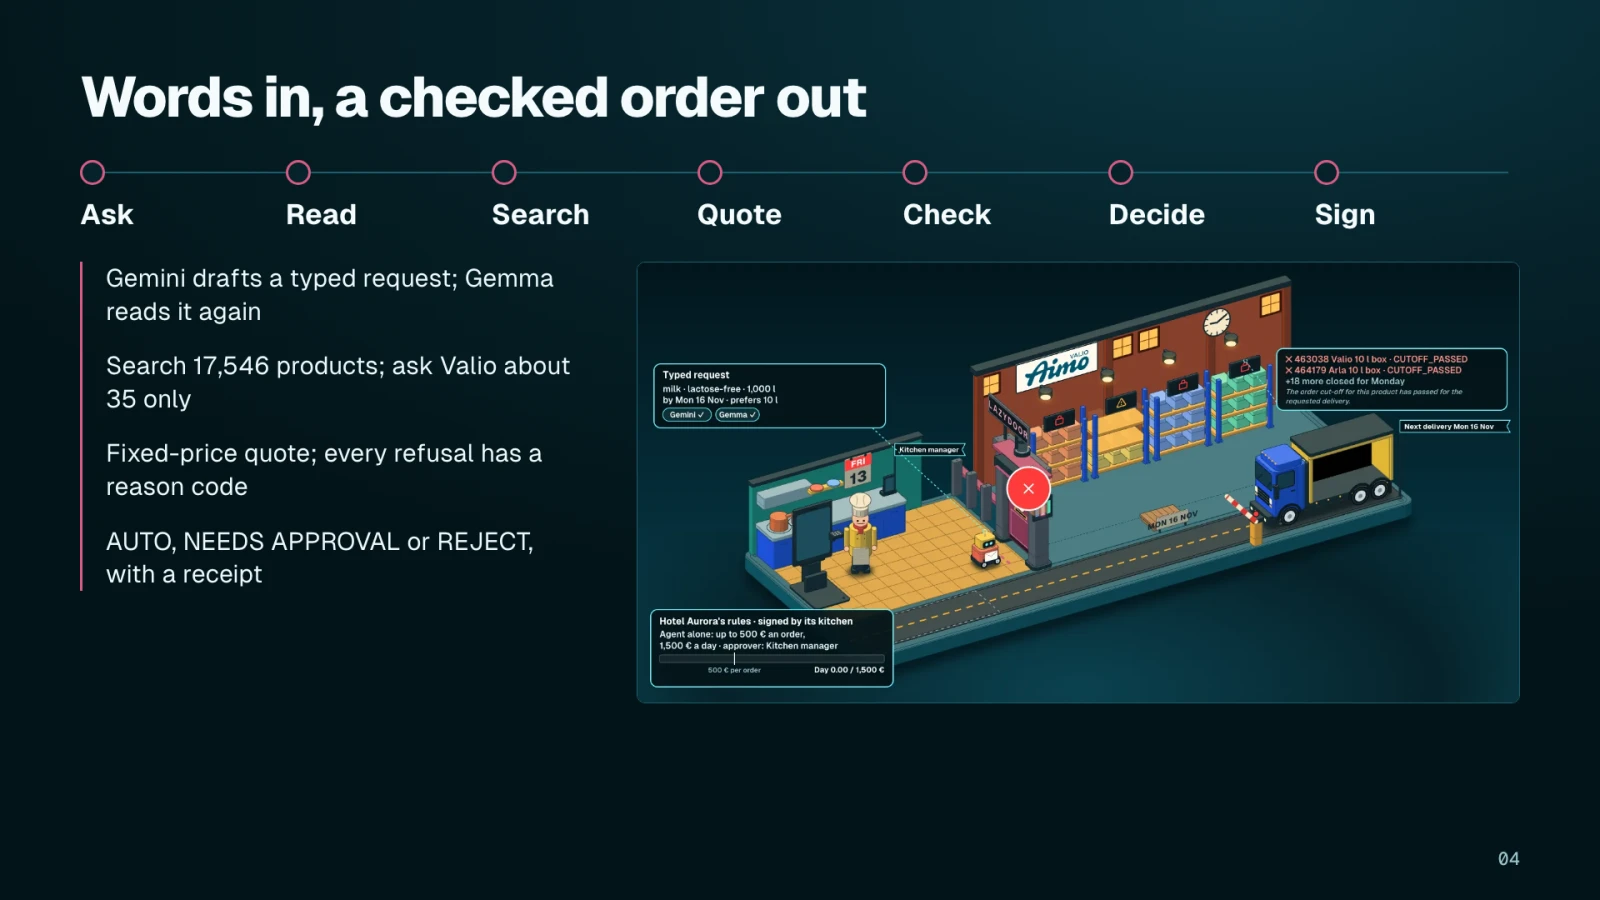 Words in, a checked order out
Ask
Read
Search
Quote
Check
Decide
Sign
Gemini drafts a typed request; Gemma
reads it again
Search 17,546 products; ask Valio about
35 only
Fixed-price quote; every refusal has a
reason code
AUTO, NEEDS APPROVAL or REJECT,
with a receipt
Typed request
milk · lactose-free · 1,000 l
by Mon 16 Nov · prefers 10 l
Gemini ✓ Gemma ✓
Kitchen manager
FRI
13
VALIO
Aimo
LAZYDOOR
✕ 463038 Valio 10 l box · CUTOFF_PASSED
✕ 464179 Arla 10 l box · CUTOFF_PASSED
+18 more closed for Monday
The order cut-off for this product has passed for the
requested delivery.
Next delivery Mon 16 Nov
MON 16 NOV
Hotel Aurora's rules · signed by its kitchen
Agent alone: up to 500 € an order,
1,500 € a day · approver: Kitchen manager
500 € per order
Day 0.00 / 1,500 €
04